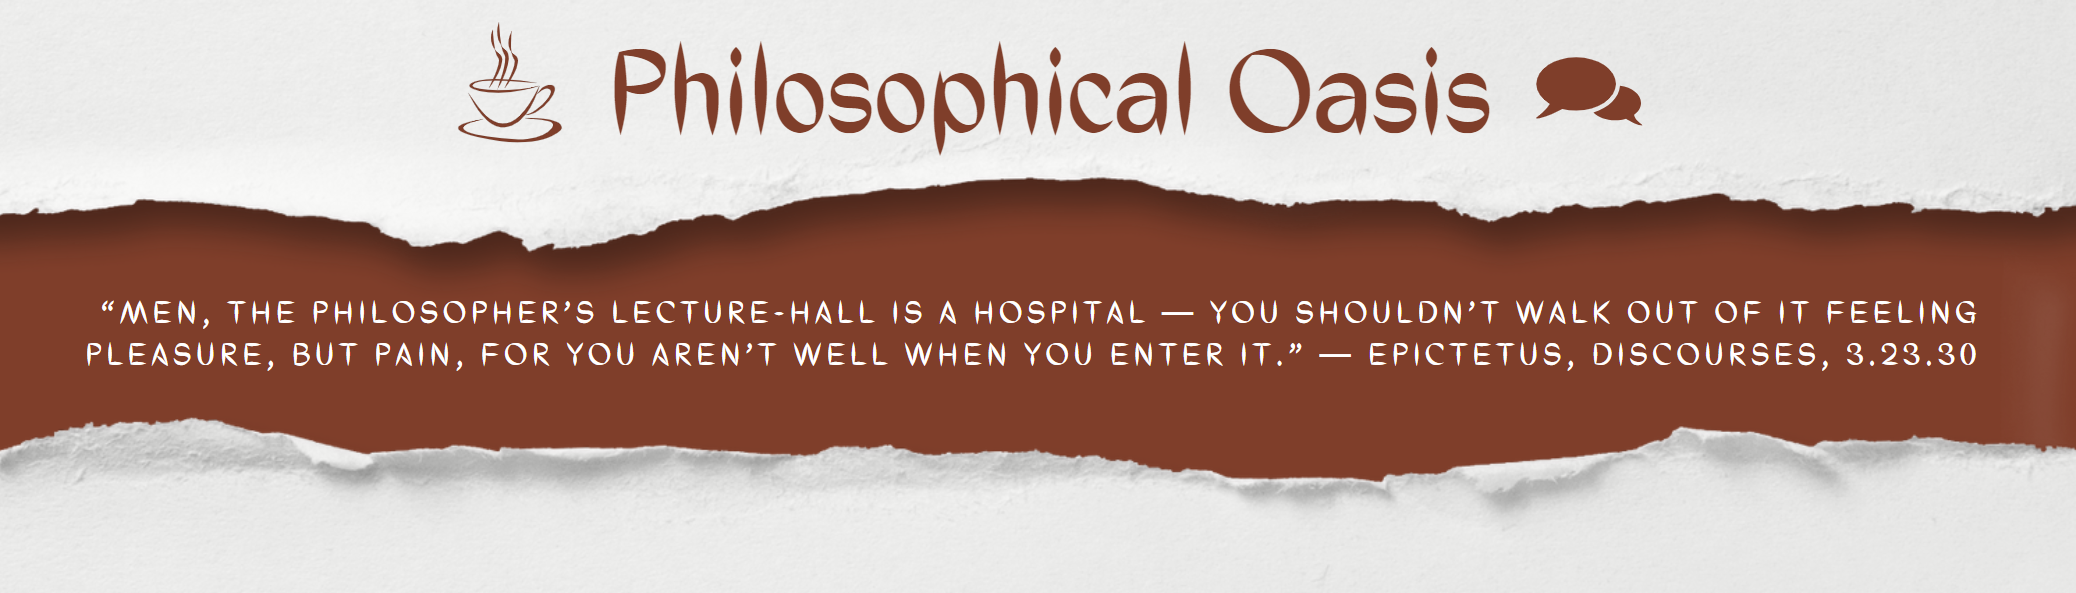 Philosophical Oasis
“MEN, THE PHILOSOPHER’S LECTURE-HALL IS A HOSPITAL — YOU SHOULDN’T WALK OUT OF IT FEELING
PLEASURE, BUT PAIN, FOR YOU AREN’T WELL WHEN YOU ENTER IT.” — EPICTETUS, DISCOURSES, 3.23.30